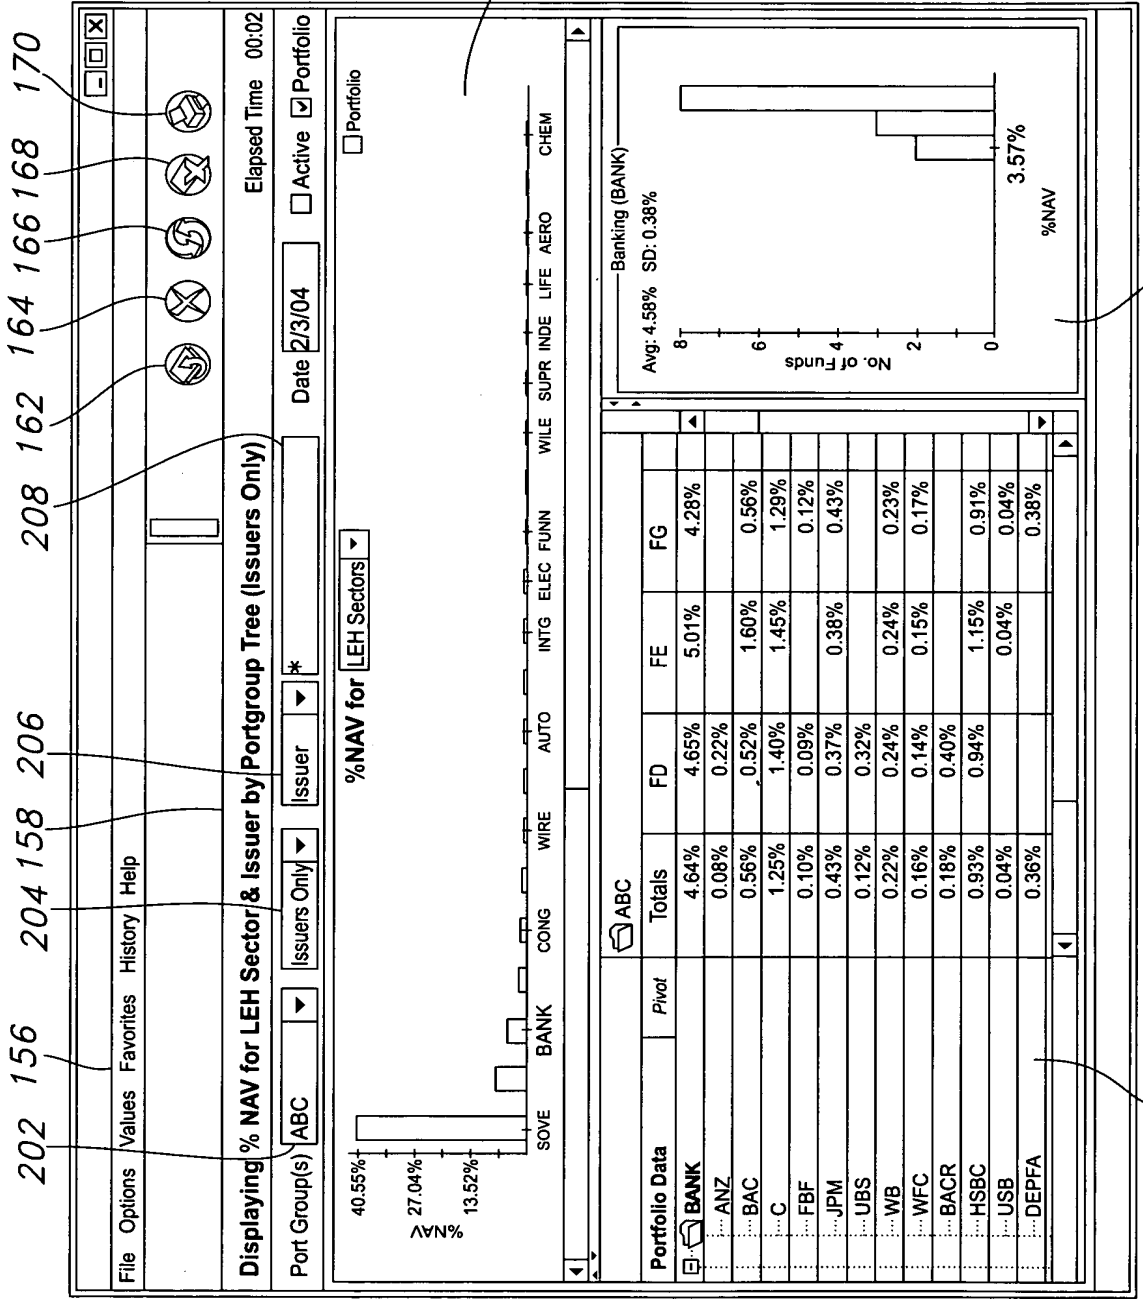 202 156 204 158 206 208 162 164 166 168 170
File Options Values Favorites History Help
Displaying % NAV for LEH Sector & Issuer by Portgroup Tree (Issuers Only)
Elapsed Time 00:02
Port Group(s) ABC Issuers Only Issuer * Date 2/3/04 Active Portfolio
%NAV for LEH Sectors
Portfolio
%NAV
40.55%
27.04%
13.52%
SOVE BANK CONG WIRE AUTO INTG ELEC FUNN WILE SUPR INDE LIFE AERO CHEM
ABC
Portfolio Data Pivot Totals FD FE FG
BANK 4.64% 4.65% 5.01% 4.28%
ANZ 0.08% 0.22%
BAC 0.56% 0.52% 1.60% 0.56%
C 1.25% 1.40% 1.45% 1.29%
FBF 0.10% 0.09% 0.12%
JPM 0.43% 0.37% 0.38% 0.43%
UBS 0.12% 0.32%
WB 0.22% 0.24% 0.24% 0.23%
WFC 0.16% 0.14% 0.15% 0.17%
BACR 0.18% 0.40%
HSBC 0.93% 0.94% 1.15% 0.91%
USB 0.04% 0.04% 0.04%
DEPFA 0.36% 0.38%
Banking (BANK)
Avg: 4.58% SD: 0.38%
No. of Funds
8
6
4
2
0
3.57%
%NAV